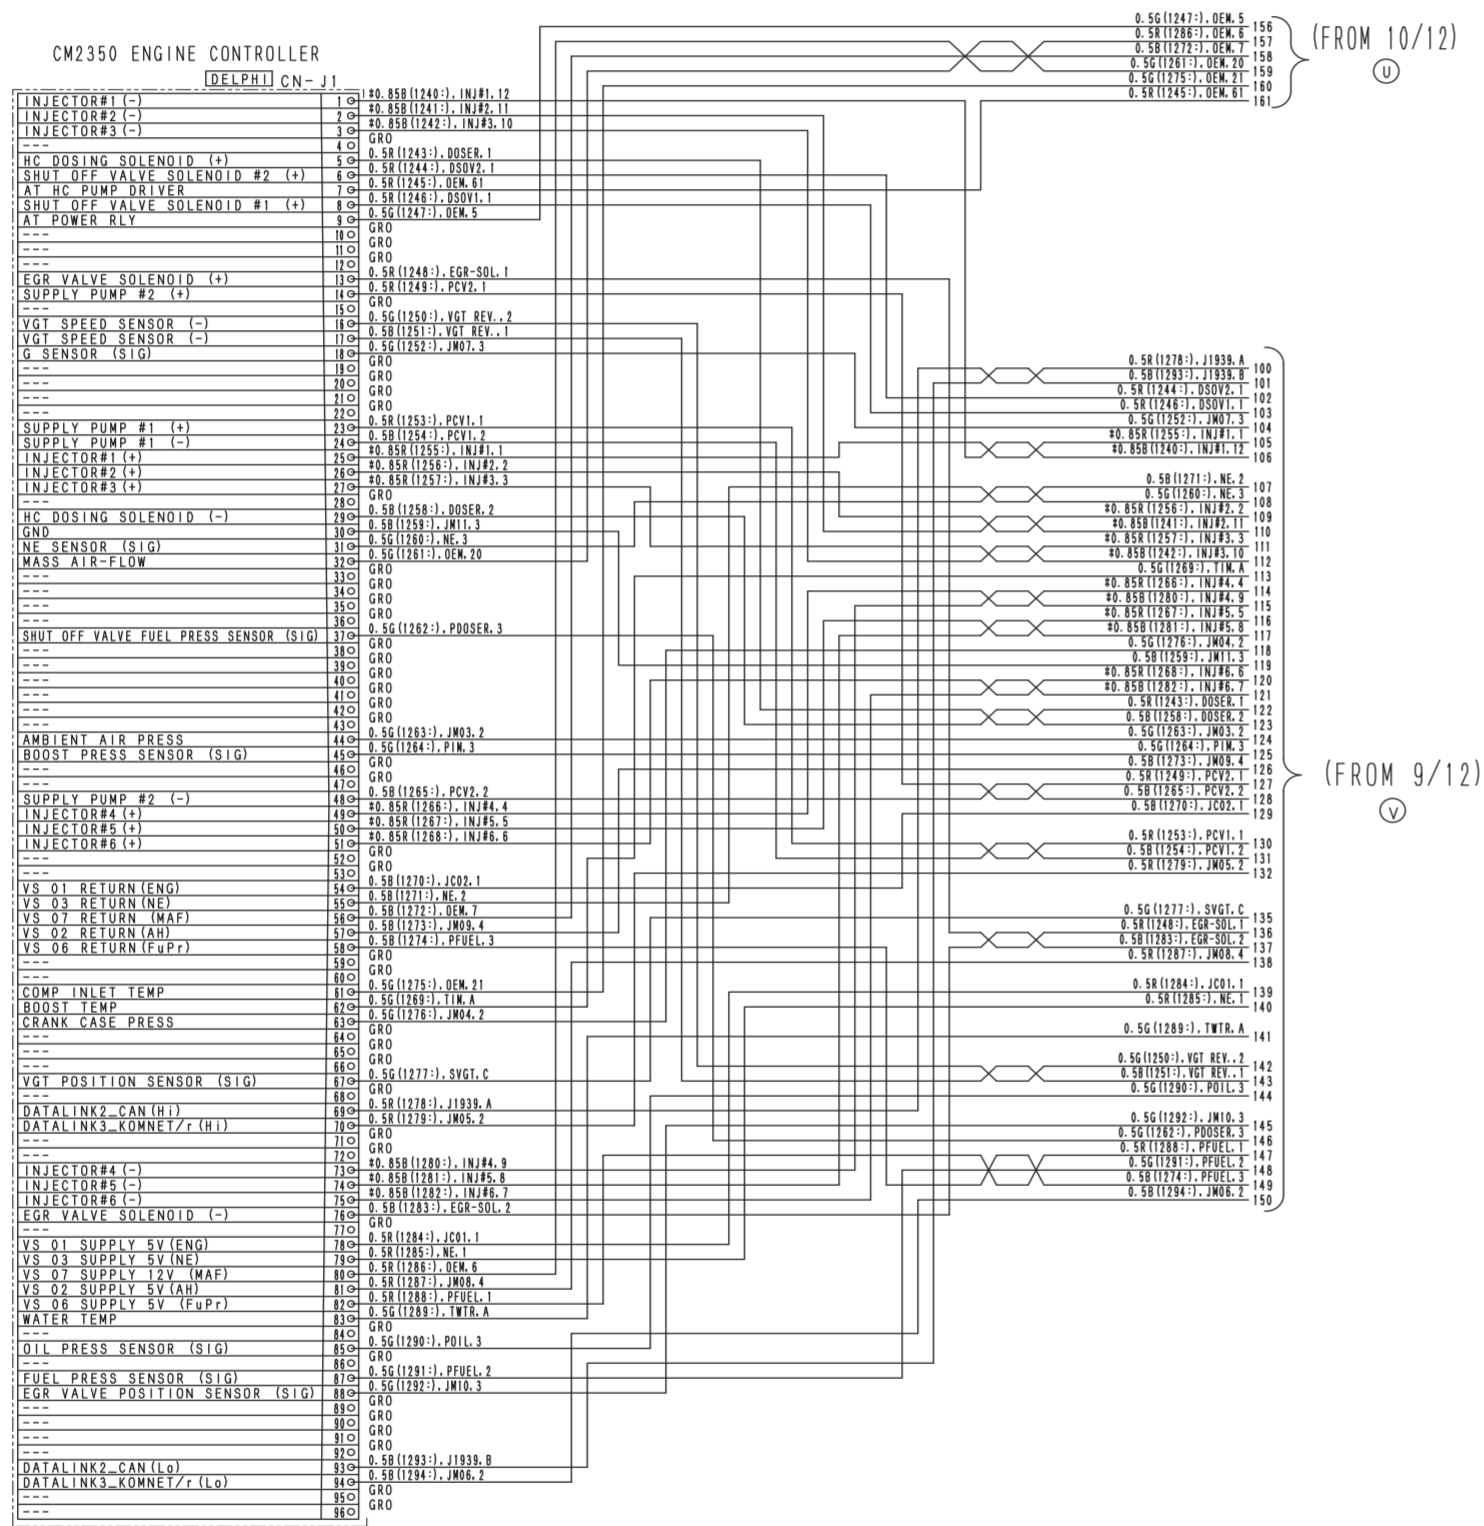 CM2350 ENGINE CONTROLLER
DELPHI CN-J1
INJECTOR#1(-) 1 *0.85B(1240:), INJ#1.12
INJECTOR#2(-) 2 *0.85B(1241:), INJ#2.11
INJECTOR#3(-) 3 *0.85B(1242:), INJ#3.10
--- 4 GRO
HC DOSING SOLENOID (+) 5 0.5R(1243:), DOSER.1
SHUT OFF VALVE SOLENOID #2 (+) 6 0.5R(1244:), DSOV2.1
AT HC PUMP DRIVER 7 0.5R(1245:), OEM.61
SHUT OFF VALVE SOLENOID #1 (+) 8 0.5R(1246:), DSOV1.1
AT POWER RLY 9 0.5G(1247:), OEM.5
--- 10 GRO
--- 11 GRO
--- 12 GRO
EGR VALVE SOLENOID (+) 13 0.5R(1248:), EGR-SOL.1
SUPPLY PUMP #2 (+) 14 0.5R(1249:), PCV2.1
--- 15 GRO
VGT SPEED SENSOR (-) 16 0.5G(1250:), VGT REV..2
VGT SPEED SENSOR (-) 17 0.5B(1251:), VGT REV..1
G SENSOR (SIG) 18 0.5G(1252:), JM07.3
--- 19 GRO
--- 20 GRO
--- 21 GRO
--- 22 GRO
SUPPLY PUMP #1 (+) 23 0.5R(1253:), PCV1.1
SUPPLY PUMP #1 (-) 24 0.5B(1254:), PCV1.2
INJECTOR#1(+) 25 *0.85R(1255:), INJ#1.1
INJECTOR#2(+) 26 *0.85R(1256:), INJ#2.2
INJECTOR#3(+) 27 *0.85R(1257:), INJ#3.3
--- 28 GRO
HC DOSING SOLENOID (-) 29 0.5B(1258:), DOSER.2
GND 30 0.5B(1259:), JM11.3
NE SENSOR (SIG) 31 0.5G(1260:), NE.3
MASS AIR-FLOW 32 0.5G(1261:), OEM.20
--- 33 GRO
--- 34 GRO
--- 35 GRO
--- 36 GRO
SHUT OFF VALVE FUEL PRESS SENSOR (SIG) 37 0.5G(1262:), PDOSER.3
--- 38 GRO
--- 39 GRO
--- 40 GRO
--- 41 GRO
--- 42 GRO
--- 43 GRO
AMBIENT AIR PRESS 44 0.5G(1263:), JM03.2
BOOST PRESS SENSOR (SIG) 45 0.5G(1264:), PIM.3
--- 46 GRO
--- 47 GRO
SUPPLY PUMP #2 (-) 48 0.5B(1265:), PCV2.2
INJECTOR#4(+) 49 *0.85R(1266:), INJ#4.4
INJECTOR#5(+) 50 *0.85R(1267:), INJ#5.5
INJECTOR#6(+) 51 *0.85R(1268:), INJ#6.6
--- 52 GRO
--- 53 GRO
VS 01 RETURN(ENG) 54 0.5B(1270:), JC02.1
VS 03 RETURN(NE) 55 0.5B(1271:), NE.2
VS 07 RETURN (MAF) 56 0.5B(1272:), OEM.7
VS 02 RETURN(AH) 57 0.5B(1273:), JM09.4
VS 06 RETURN(FuPr) 58 0.5B(1274:), PFUEL.3
--- 59 GRO
--- 60 GRO
COMP INLET TEMP 61 0.5G(1275:), OEM.21
BOOST TEMP 62 0.5G(1269:), TIM.A
CRANK CASE PRESS 63 0.5G(1276:), JM04.2
--- 64 GRO
--- 65 GRO
--- 66 GRO
VGT POSITION SENSOR (SIG) 67 0.5G(1277:), SVGT.C
--- 68 GRO
DATALINK2_CAN(Hi) 69 0.5R(1278:), J1939.A
DATALINK3_KOMNET/r(Hi) 70 0.5R(1279:), JM05.2
--- 71 GRO
--- 72 GRO
INJECTOR#4(-) 73 *0.85B(1280:), INJ#4.9
INJECTOR#5(-) 74 *0.85B(1281:), INJ#5.8
INJECTOR#6(-) 75 *0.85B(1282:), INJ#6.7
EGR VALVE SOLENOID (-) 76 0.5B(1283:), EGR-SOL.2
--- 77 GRO
VS 01 SUPPLY 5V(ENG) 78 0.5R(1284:), JC01.1
VS 03 SUPPLY 5V(NE) 79 0.5R(1285:), NE.1
VS 07 SUPPLY 12V (MAF) 80 0.5R(1286:), OEM.6
VS 02 SUPPLY 5V(AH) 81 0.5R(1287:), JM08.4
VS 06 SUPPLY 5V (FuPr) 82 0.5R(1288:), PFUEL.1
WATER TEMP 83 0.5G(1289:), TWTR.A
--- 84 GRO
OIL PRESS SENSOR (SIG) 85 0.5G(1290:), POIL.3
--- 86 GRO
FUEL PRESS SENSOR (SIG) 87 0.5G(1291:), PFUEL.2
EGR VALVE POSITION SENSOR (SIG) 88 0.5G(1292:), JM10.3
--- 89 GRO
--- 90 GRO
--- 91 GRO
--- 92 GRO
DATALINK2_CAN(Lo) 93 0.5B(1293:), J1939.B
DATALINK3_KOMNET/r(Lo) 94 0.5B(1294:), JM06.2
--- 95 GRO
--- 96 GRO
0.5G(1247:), OEM.5 156
0.5R(1286:), OEM.6 157
0.5B(1272:), OEM.7 158
0.5G(1261:), OEM.20 159
0.5G(1275:), OEM.21 160
0.5R(1245:), OEM.61 161
(FROM 10/12)
U
0.5R(1278:), J1939.A 100
0.5B(1293:), J1939.B 101
0.5R(1244:), DSOV2.1 102
0.5R(1246:), DSOV1.1 103
0.5G(1252:), JM07.3 104
*0.85R(1255:), INJ#1.1 105
*0.85B(1240:), INJ#1.12 106
0.5B(1271:), NE.2 107
0.5G(1260:), NE.3 108
*0.85R(1256:), INJ#2.2 109
*0.85B(1241:), INJ#2.11 110
*0.85R(1257:), INJ#3.3 111
*0.85B(1242:), INJ#3.10 112
0.5G(1269:), TIM.A 113
*0.85R(1266:), INJ#4.4 114
*0.85B(1280:), INJ#4.9 115
*0.85R(1267:), INJ#5.5 116
*0.85B(1281:), INJ#5.8 117
0.5G(1276:), JM04.2 118
0.5B(1259:), JM11.3 119
*0.85R(1268:), INJ#6.6 120
*0.85B(1282:), INJ#6.7 121
0.5R(1243:), DOSER.1 122
0.5B(1258:), DOSER.2 123
0.5G(1263:), JM03.2 124
0.5G(1264:), PIM.3 125
0.5B(1273:), JM09.4 126
0.5R(1249:), PCV2.1 127
0.5B(1265:), PCV2.2 128
0.5B(1270:), JC02.1 129
0.5R(1253:), PCV1.1 130
0.5B(1254:), PCV1.2 131
0.5R(1279:), JM05.2 132
0.5G(1277:), SVGT.C 135
0.5R(1248:), EGR-SOL.1 136
0.5B(1283:), EGR-SOL.2 137
0.5R(1287:), JM08.4 138
0.5R(1284:), JC01.1 139
0.5R(1285:), NE.1 140
0.5G(1289:), TWTR.A 141
0.5G(1250:), VGT REV..2 142
0.5B(1251:), VGT REV..1 143
0.5G(1290:), POIL.3 144
0.5G(1292:), JM10.3 145
0.5G(1262:), PDOSER.3 146
0.5R(1288:), PFUEL.1 147
0.5G(1291:), PFUEL.2 148
0.5B(1274:), PFUEL.3 149
0.5B(1294:), JM06.2 150
(FROM 9/12)
V